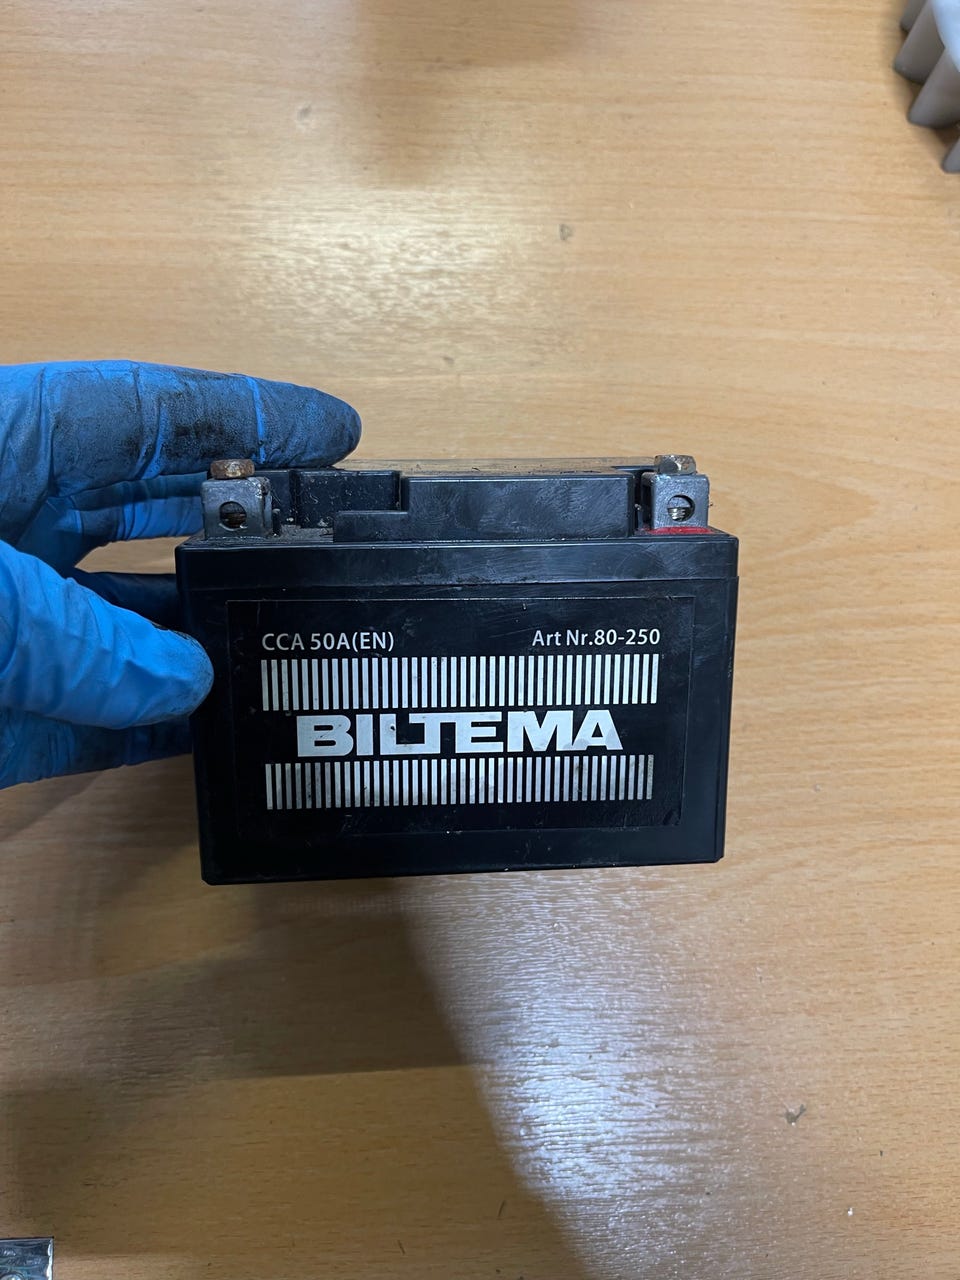 CCA 50A(EN) Art Nr.80-250
BILTEMA